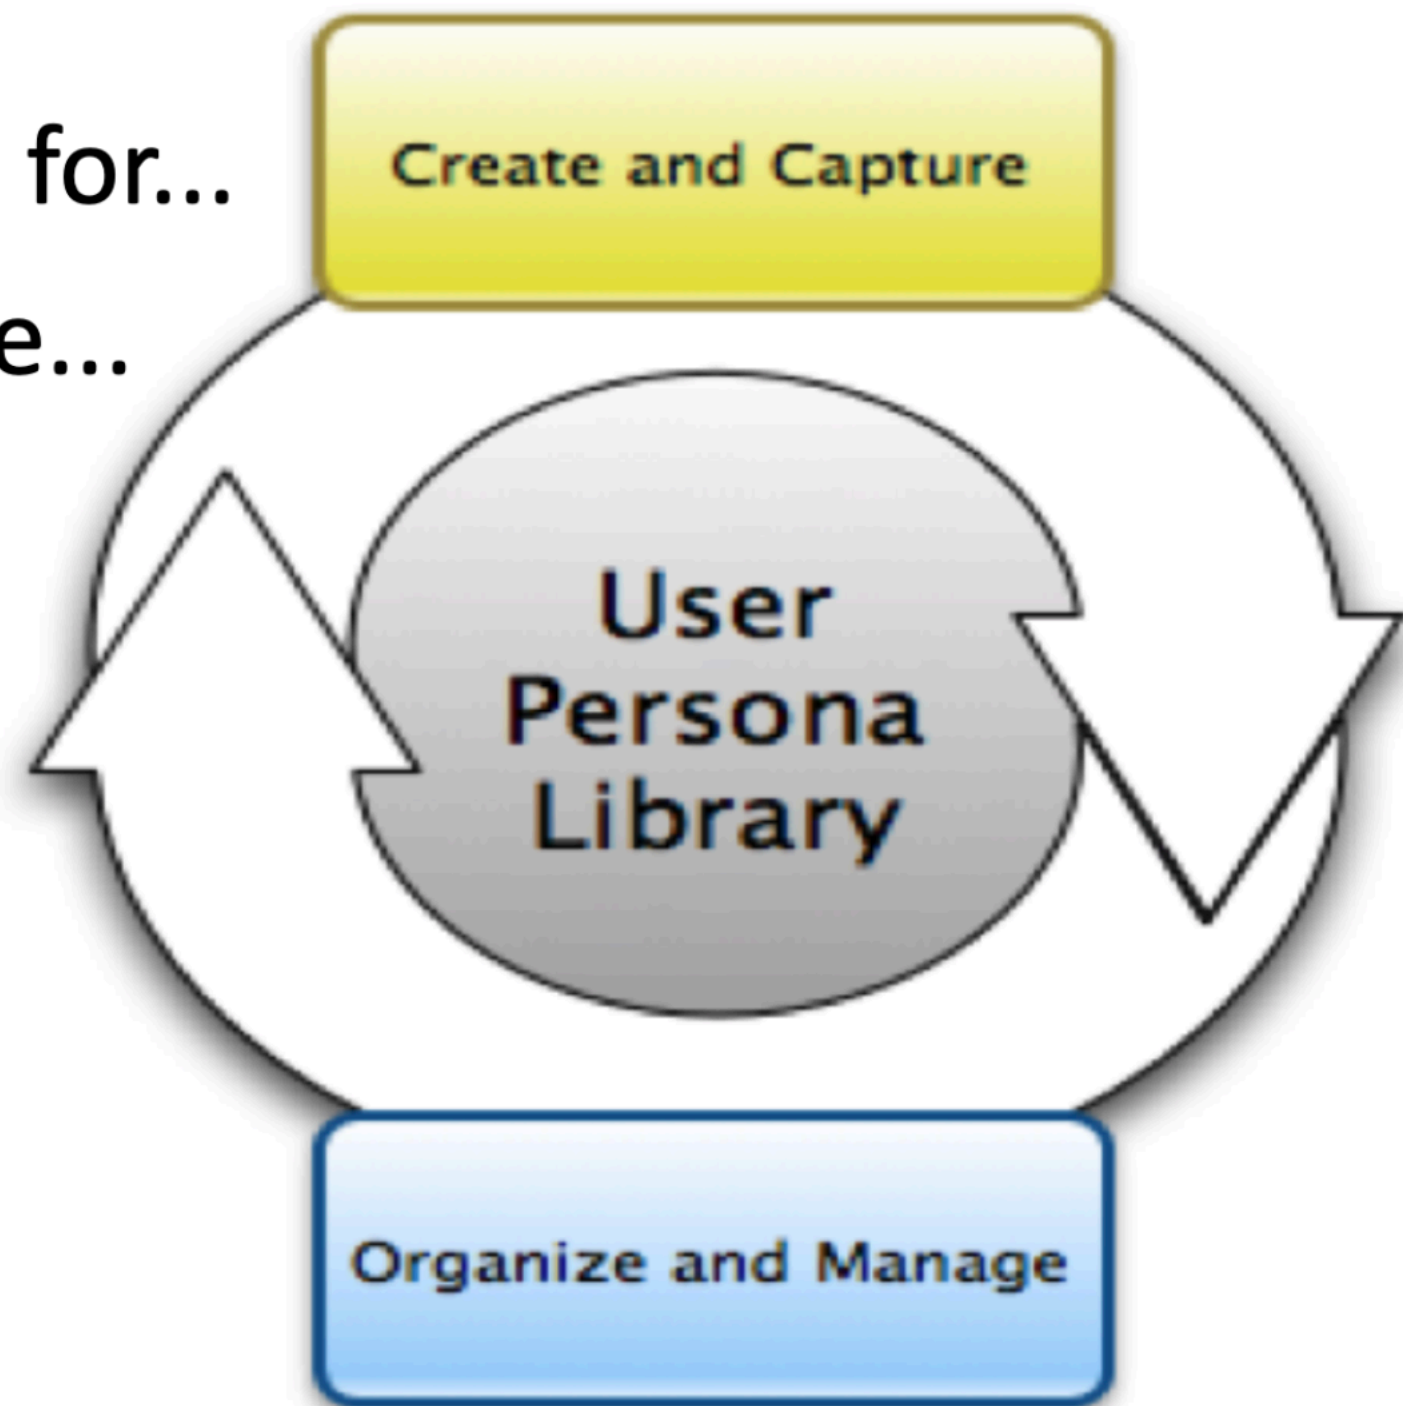 for...
e...
Create and Capture
User
Persona
Library
Organize and Manage